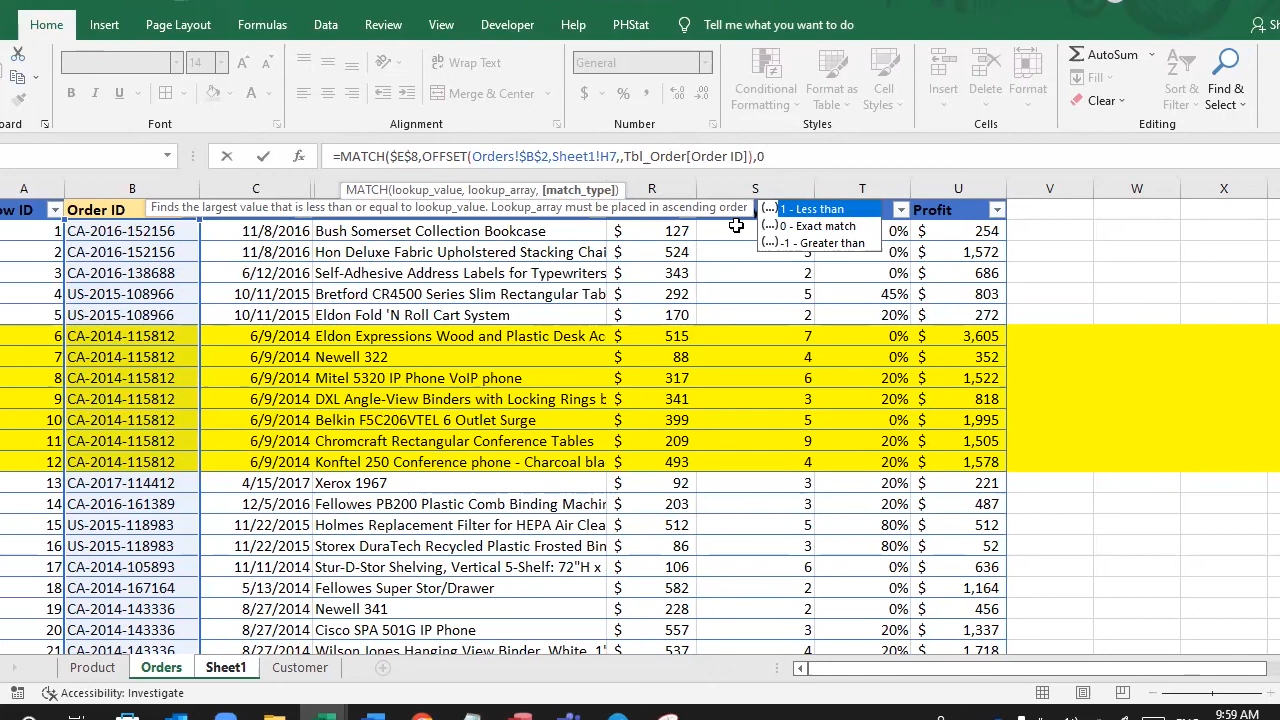 Home Insert Page Layout Formulas Data Review View Developer Help PHStat Tell me what you want to do
14 Wrap Text General AutoSum
Fill
B I U Merge & Center $ % Conditional Formatting Format as Table Cell Styles Insert Delete Format Clear Sort & Filter Find & Select
Font Alignment Number Styles Cells Editing
=MATCH($E$8,OFFSET(Orders!$B$2,Sheet1!H7,,Tbl_Order[Order ID]),0
A B C R S T U V W X
MATCH(lookup_value, lookup_array, [match_type])
Finds the largest value that is less than or equal to lookup_value. Lookup_array must be placed in ascending order
(...) 1 - Less than
(...) 0 - Exact match
(...) -1 - Greater than
Order ID Profit
1 CA-2016-152156 11/8/2016 Bush Somerset Collection Bookcase $ 127 0% $ 254
2 CA-2016-152156 11/8/2016 Hon Deluxe Fabric Upholstered Stacking Chai $ 524 $ 1,572
3 CA-2016-138688 6/12/2016 Self-Adhesive Address Labels for Typewriters $ 343 2 0% $ 686
4 US-2015-108966 10/11/2015 Bretford CR4500 Series Slim Rectangular Tab $ 292 5 45% $ 803
5 US-2015-108966 10/11/2015 Eldon Fold 'N Roll Cart System $ 170 2 20% $ 272
6 CA-2014-115812 6/9/2014 Eldon Expressions Wood and Plastic Desk Ac $ 515 7 0% $ 3,605
7 CA-2014-115812 6/9/2014 Newell 322 $ 88 4 0% $ 352
8 CA-2014-115812 6/9/2014 Mitel 5320 IP Phone VoIP phone $ 317 6 20% $ 1,522
9 CA-2014-115812 6/9/2014 DXL Angle-View Binders with Locking Rings b $ 341 3 20% $ 818
10 CA-2014-115812 6/9/2014 Belkin F5C206VTEL 6 Outlet Surge $ 399 5 0% $ 1,995
11 CA-2014-115812 6/9/2014 Chromcraft Rectangular Conference Tables $ 209 9 20% $ 1,505
12 CA-2014-115812 6/9/2014 Konftel 250 Conference phone - Charcoal bla $ 493 4 20% $ 1,578
13 CA-2017-114412 4/15/2017 Xerox 1967 $ 92 3 20% $ 221
14 CA-2016-161389 12/5/2016 Fellowes PB200 Plastic Comb Binding Machin $ 203 3 20% $ 487
15 US-2015-118983 11/22/2015 Holmes Replacement Filter for HEPA Air Clea $ 512 5 80% $ 512
16 US-2015-118983 11/22/2015 Storex DuraTech Recycled Plastic Frosted Bin $ 86 3 80% $ 52
17 CA-2014-105893 11/11/2014 Stur-D-Stor Shelving, Vertical 5-Shelf: 72"H x $ 106 6 0% $ 636
18 CA-2014-167164 5/13/2014 Fellowes Super Stor/Drawer $ 582 2 0% $ 1,164
19 CA-2014-143336 8/27/2014 Newell 341 $ 228 2 0% $ 456
20 CA-2014-143336 8/27/2014 Cisco SPA 501G IP Phone $ 557 3 20% $ 1,337
21 CA-2014-143336 8/27/2014 Wilson Jones Hanging View Binder, White, 1" $ 537 4 20% $ 1,718
Product Orders Sheet1 Customer
Accessibility: Investigate
9:59 AM